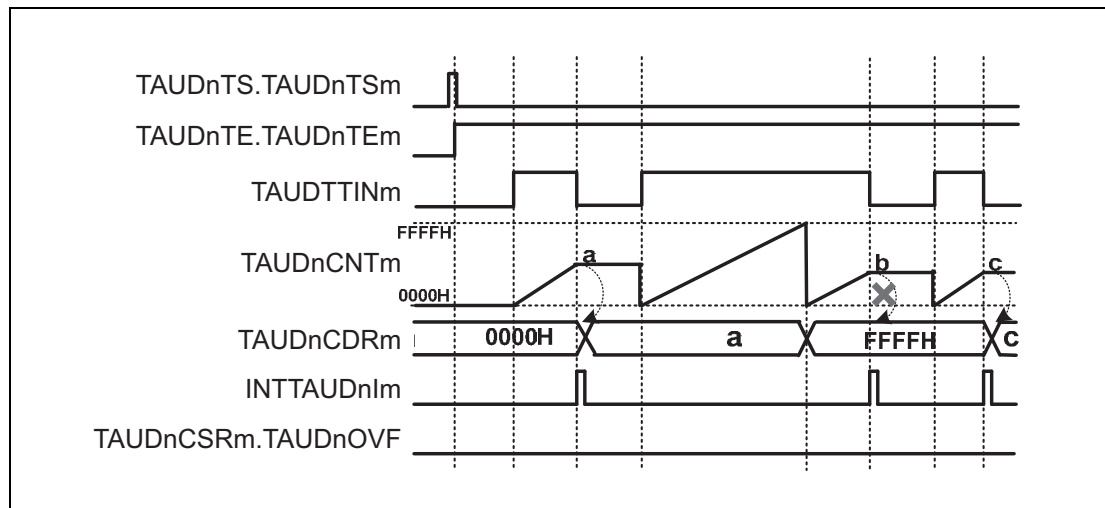 TAUDnTS.TAUDnTSm
TAUDnTE.TAUDnTEm
TAUDTTINm
FFFFH
TAUDnCNTm
a
b
c
0000H
TAUDnCDRm
0000H
a
FFFFH
c
INTTAUDnIm
TAUDnCSRm.TAUDnOVF